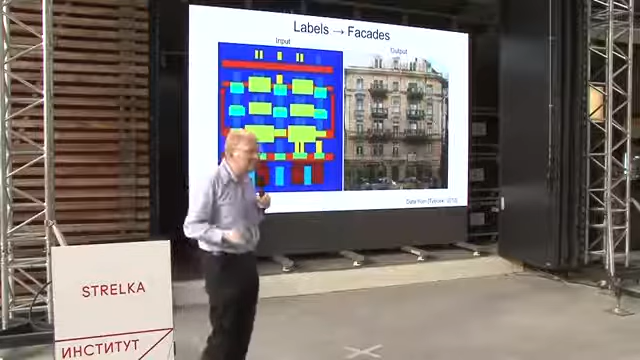 Labels → Facades
Input
Output
STRELKA
ИНСТИТУТ